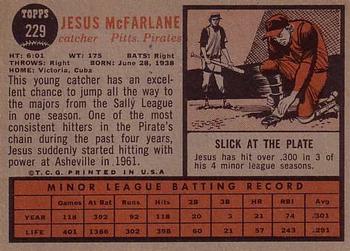 TOPPS
229
JESUS McFARLANE
catcher Pitts. Pirates
HT: 6:01 WT: 175 BATS: Right
THROWS: Right BORN: June 28, 1938
HOME: Victoria, Cuba
This young catcher has an excel-
lent chance to jump all the way to
the majors from the Sally League
in one season. One of the most
consistent hitters in the Pirate's
chain during the past four years,
Jesus suddenly started hitting with
power at Asheville in 1961.
© T.C.G. PRINTED IN U.S.A.
SLICK AT THE PLATE
Jesus has hit over .300 in 3 of his
4 minor league seasons.
MINOR LEAGUE BATTING RECORD
Games At Bat Runs Hits 2B 3B HR RBI Avg.
YEAR 118 392 92 118 20 3 21 74 .301
LIFE 401 1386 233 403 60 20 57 243 .291